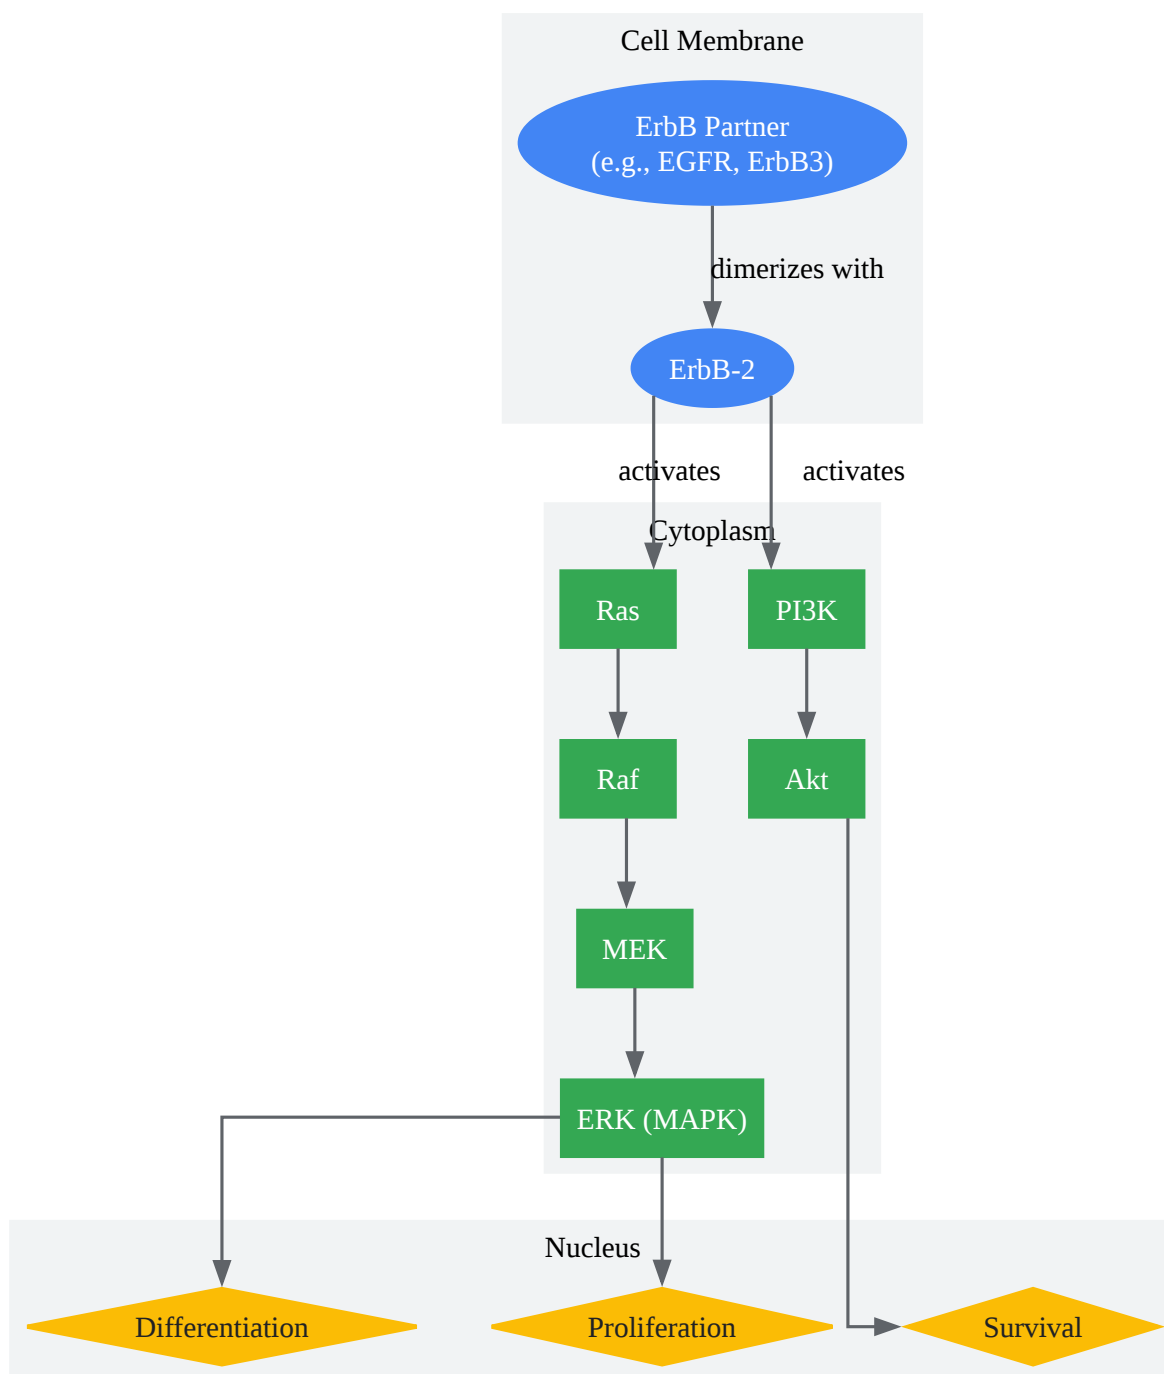 Cell Membrane
ErbB Partner
(e.g., EGFR, ErbB3)
dimerizes with
ErbB-2
activates
activates
Cytoplasm
Ras
PI3K
Raf
Akt
MEK
ERK (MAPK)
Nucleus
Differentiation
Proliferation
Survival